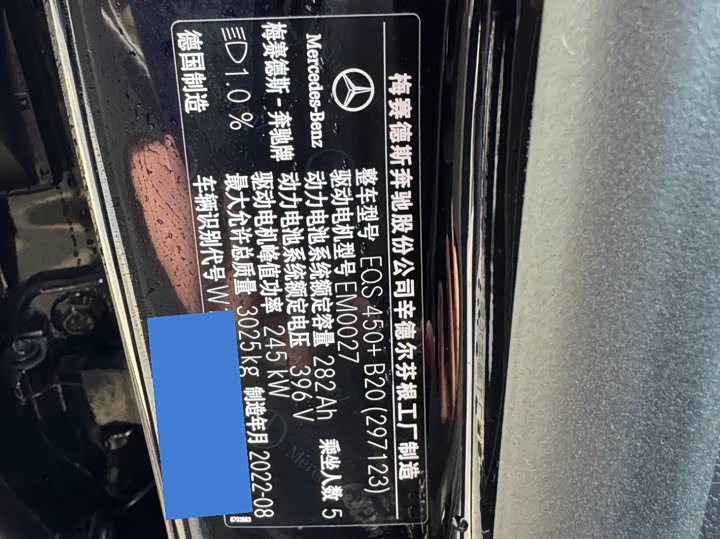 梅赛德斯奔驰股份公司辛德尔芬根工厂制造
Mercedes-Benz
梅赛德斯-奔驰牌
1.0 %
德国制造
整车型号 EQS 450+ B20 (297123)
驱动电机型号 EM0027
动力电池系统额定容量 282Ah 乘坐人数 5
动力电池系统额定电压 396 V
驱动电机峰值功率 245 kW
最大允许总质量 3025kg 制造年月 2022-08
车辆识别代号 W